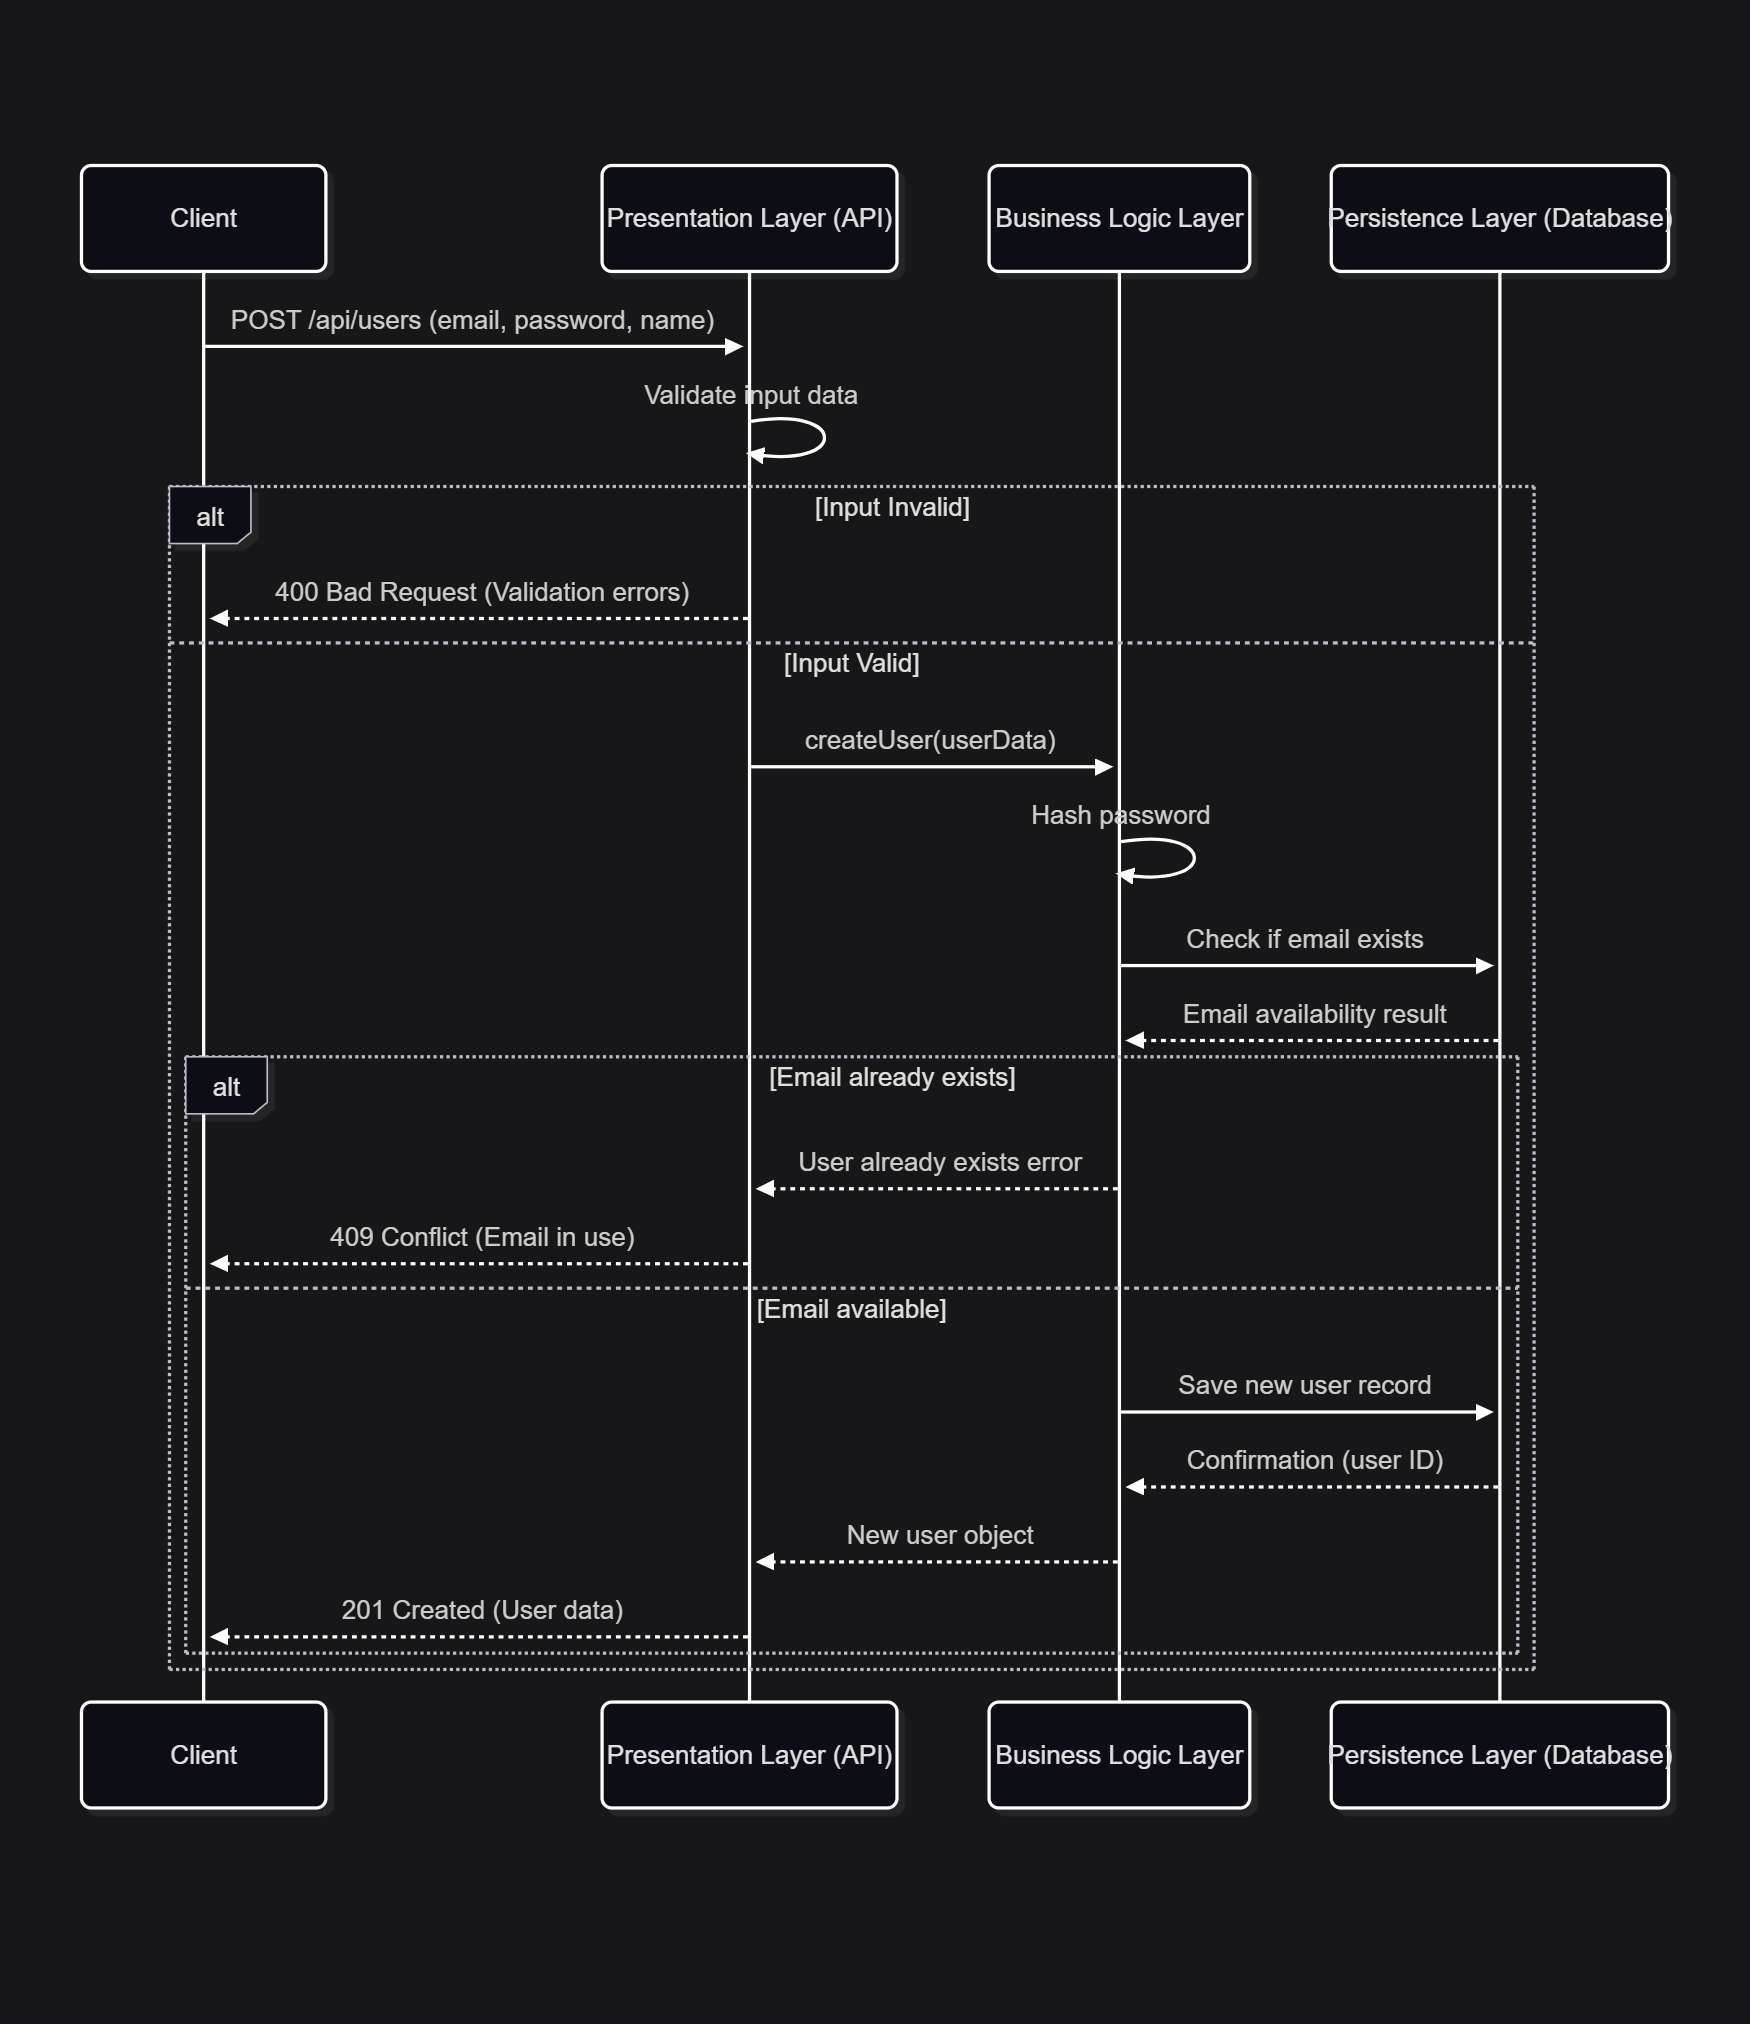 Client
Presentation Layer (API)
Business Logic Layer
Persistence Layer (Database)
POST /api/users (email, password, name)
Validate input data
alt
[Input Invalid]
400 Bad Request (Validation errors)
[Input Valid]
createUser(userData)
Hash password
Check if email exists
Email availability result
alt
[Email already exists]
User already exists error
409 Conflict (Email in use)
[Email available]
Save new user record
Confirmation (user ID)
New user object
201 Created (User data)
Client
Presentation Layer (API)
Business Logic Layer
Persistence Layer (Database)